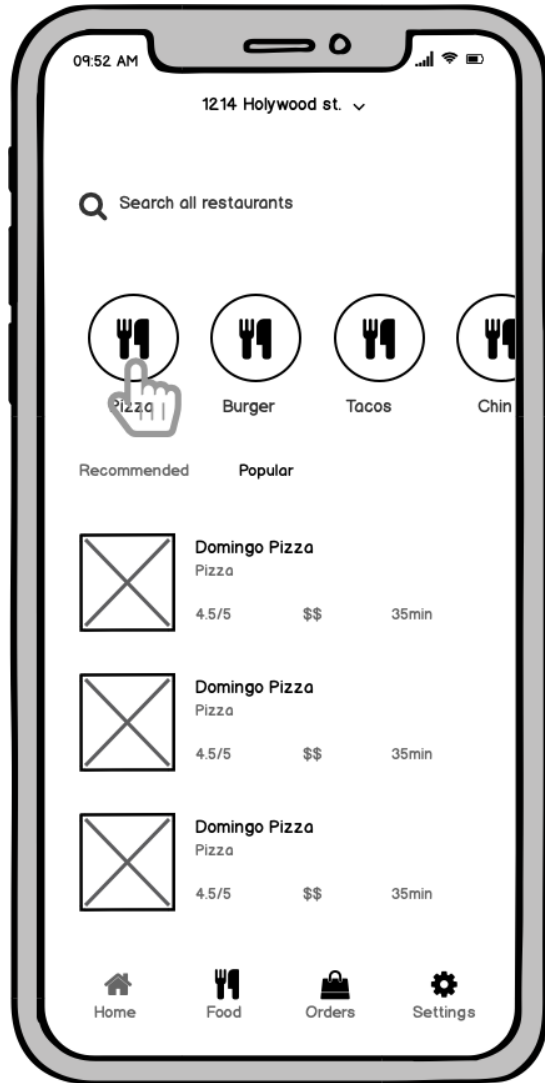 09:52 AM
1214 Holywood st.
Search all restaurants
Pizza
Burger
Tacos
Chin
Recommended
Popular
Domingo Pizza
Pizza
4.5/5 $$ 35min
Domingo Pizza
Pizza
4.5/5 $$ 35min
Domingo Pizza
Pizza
4.5/5 $$ 35min
Home
Food
Orders
Settings